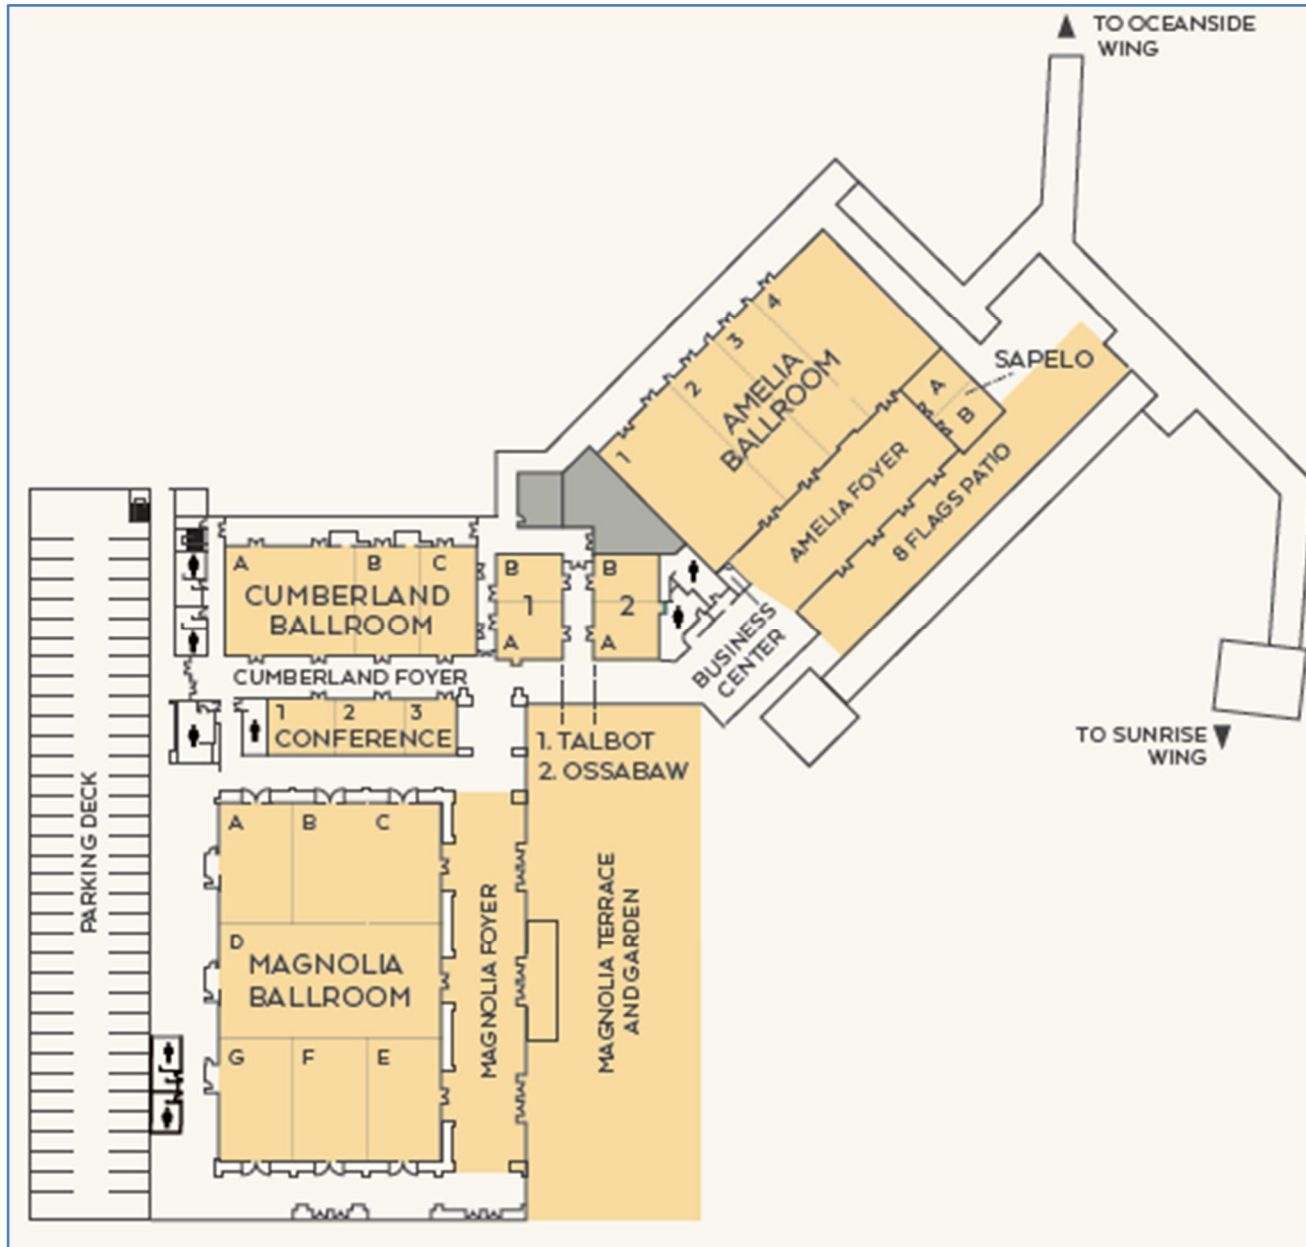 TO OCEANSIDE
WING
4
3
2
1
AMELIA
BALLROOM
SAPELO
A
B
AMELIA FOYER
8 FLAGS PATIO
A
B
C
CUMBERLAND
BALLROOM
B
1
A
B
2
A
BUSINESS
CENTER
CUMBERLAND FOYER
1
2
3
CONFERENCE
1. TALBOT
2. OSSABAW
TO SUNRISE
WING
PARKING DECK
A
B
C
D
MAGNOLIA
BALLROOM
G
F
E
MAGNOLIA FOYER
MAGNOLIA TERRACE
AND GARDEN